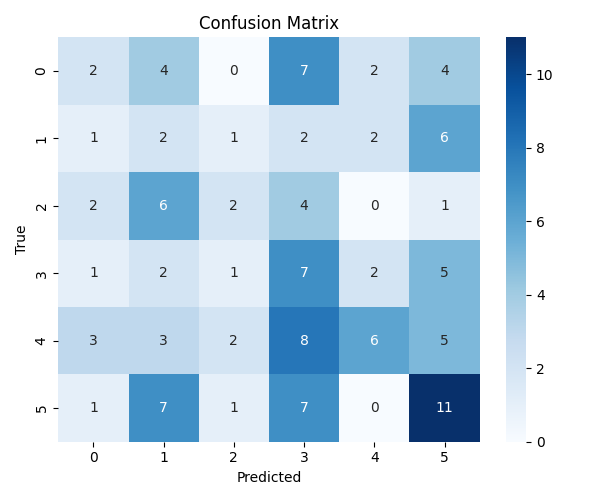 Confusion Matrix
True
0 2 4 0 7 2 4
1 1 2 1 2 2 6
2 2 6 2 4 0 1
3 1 2 1 7 2 5
4 3 3 2 8 6 5
5 1 7 1 7 0 11
0 1 2 3 4 5
Predicted
10
8
6
4
2
0